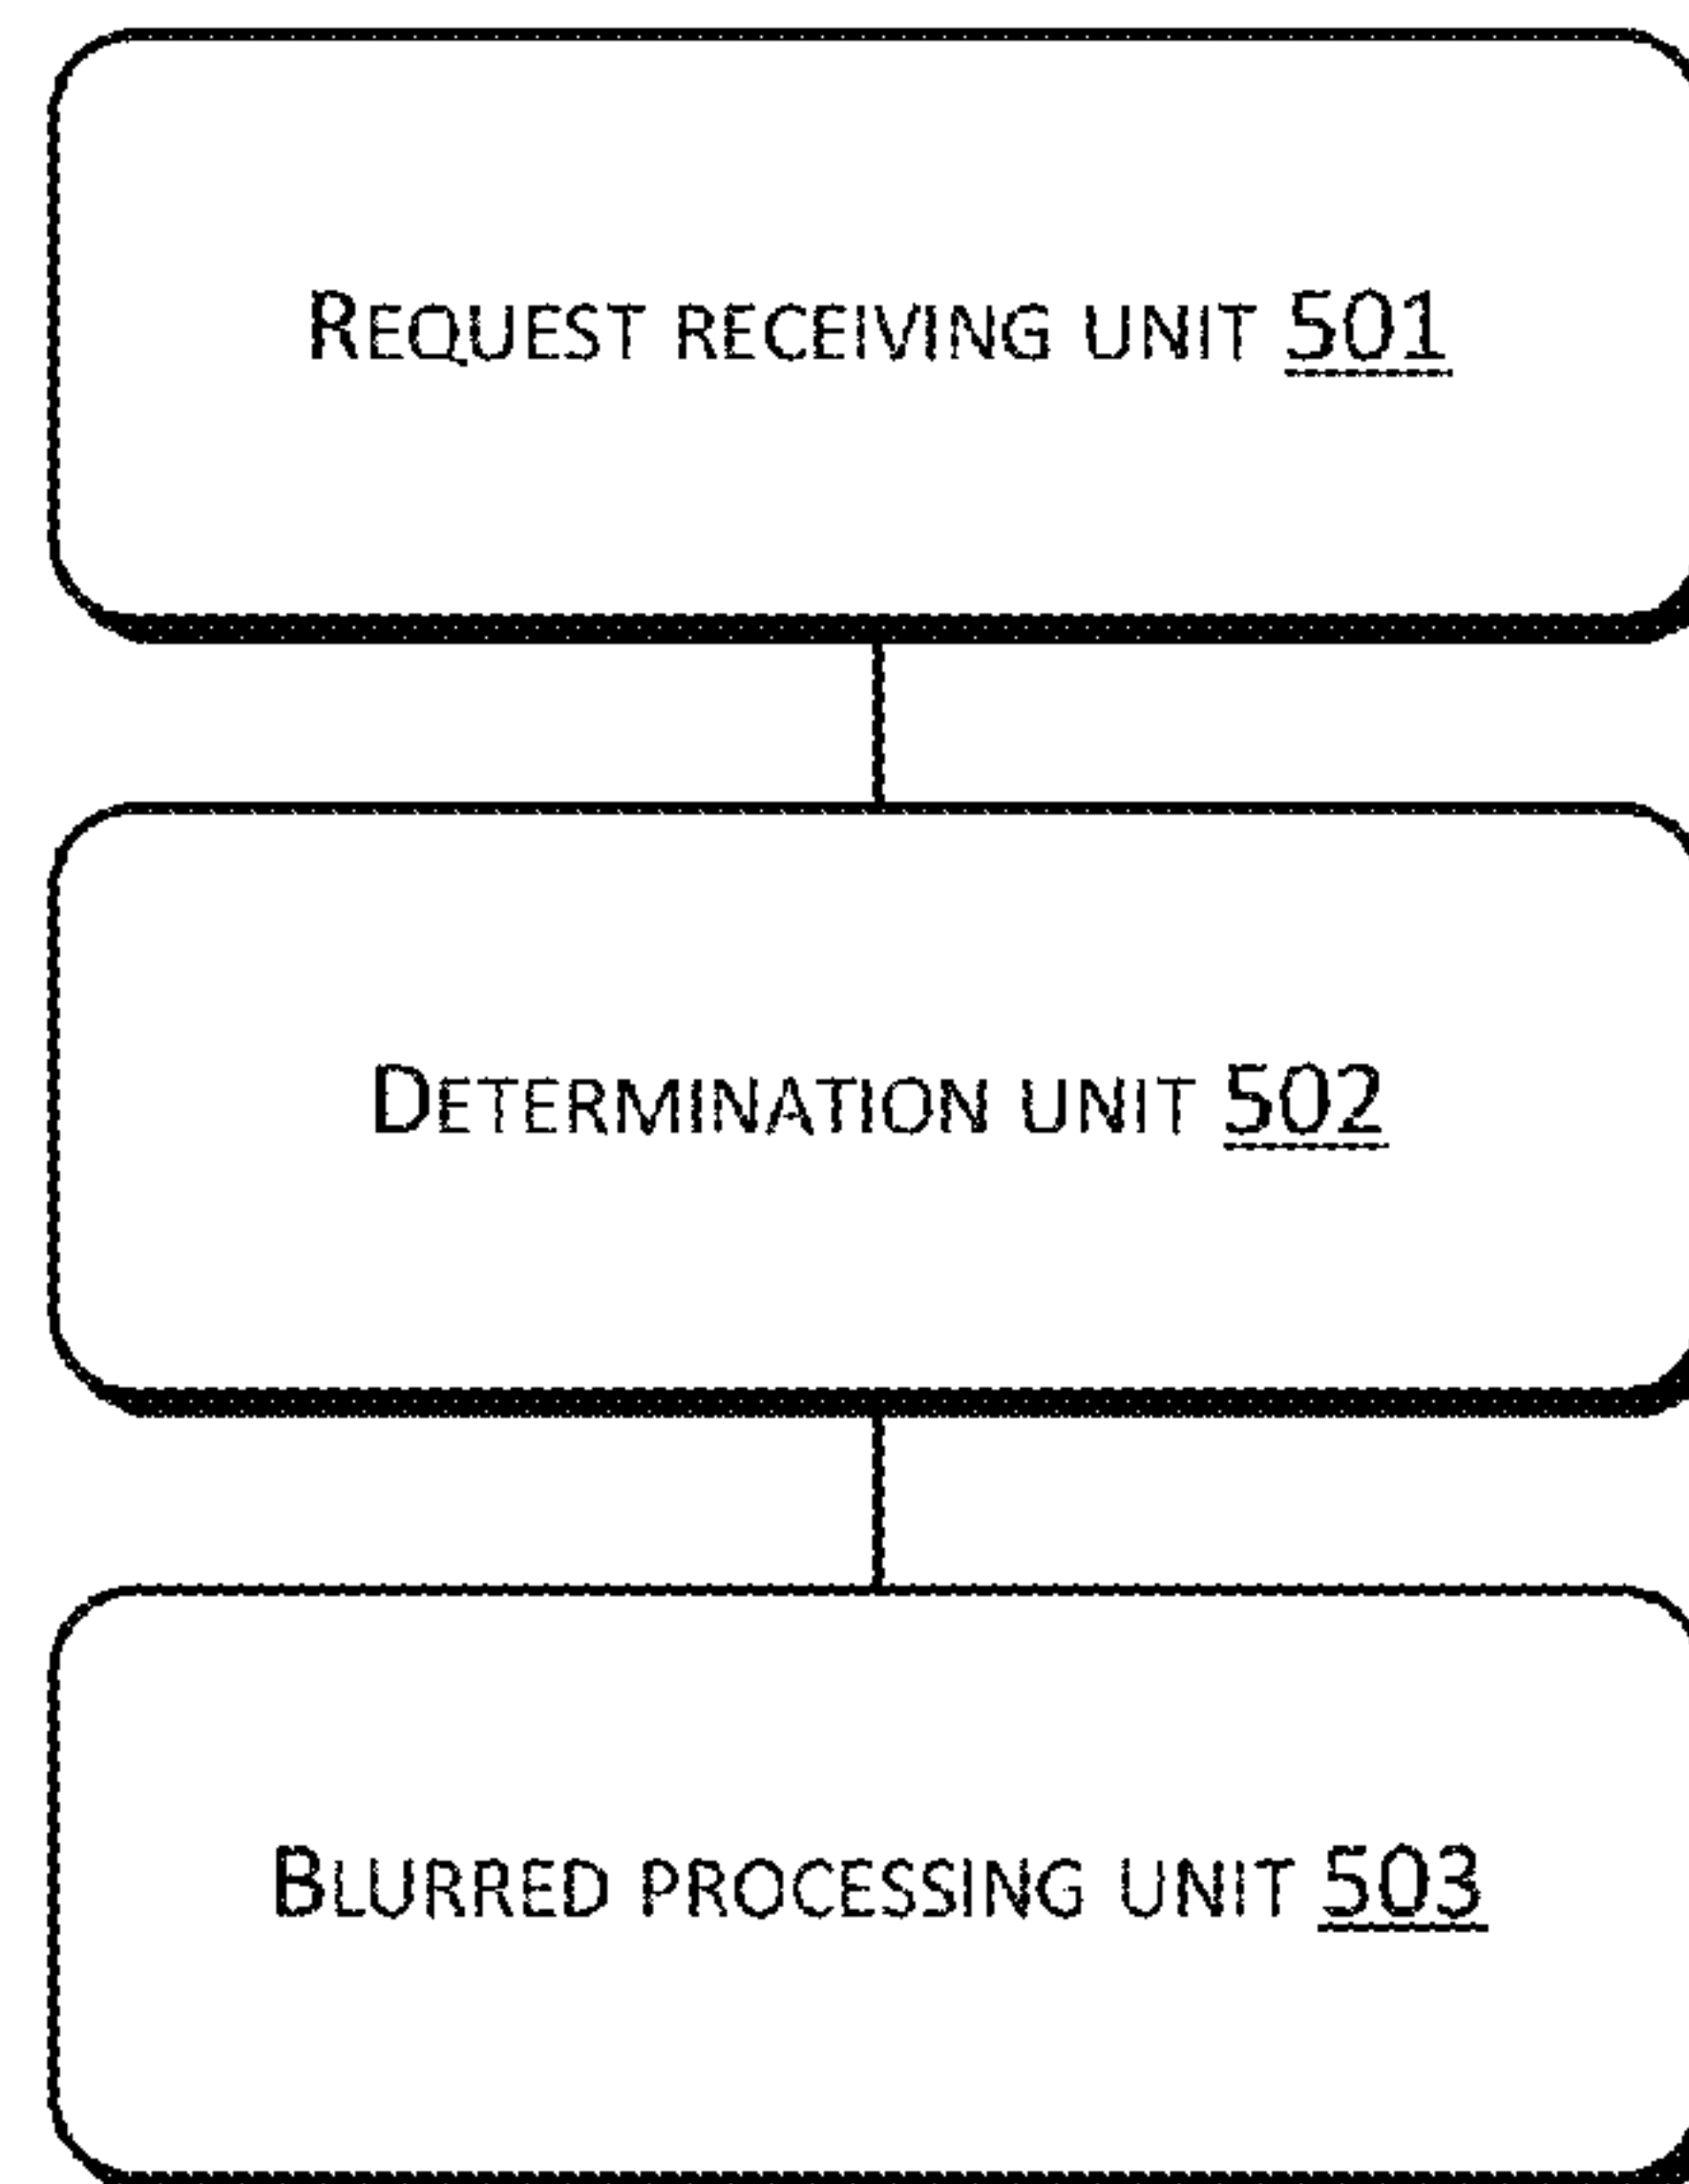 Request receiving unit 501
Determination unit 502
Blurred processing unit 503